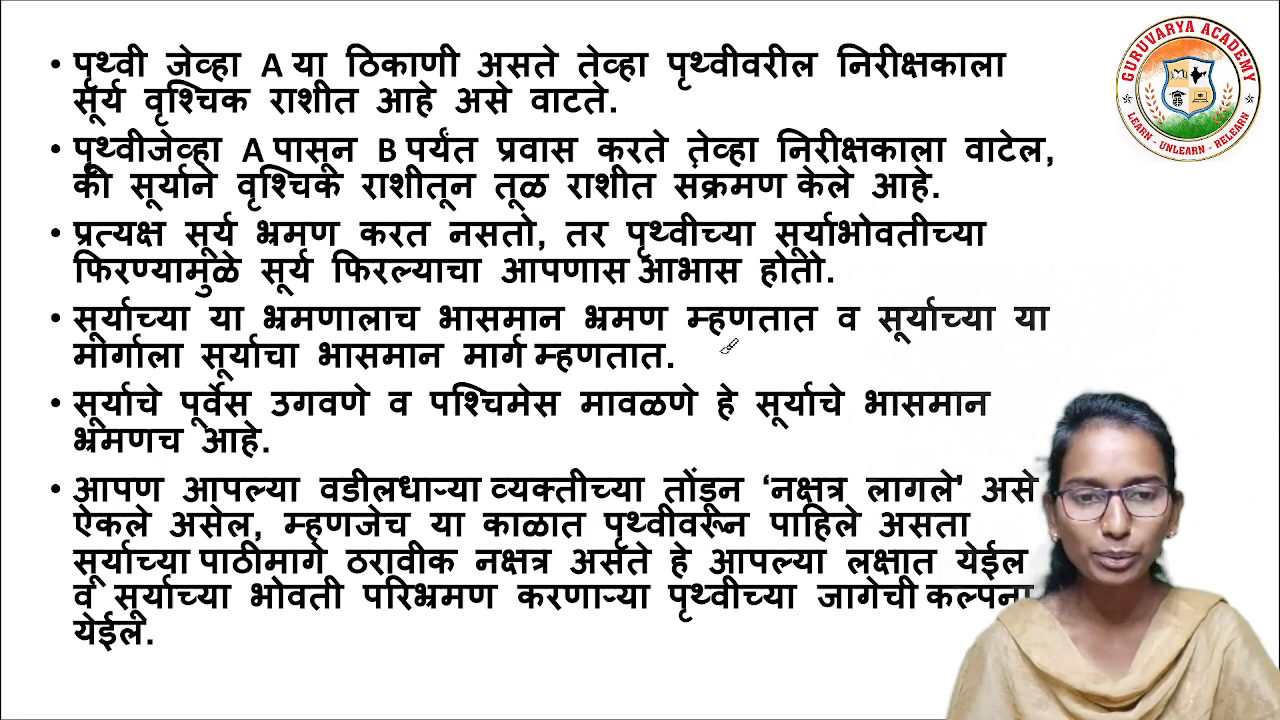 • पृथ्वी जेव्हा A या ठिकाणी असते तेव्हा पृथ्वीवरील निरीक्षकाला
सूर्य वृश्चिक राशीत आहे असे वाटते.
• पृथ्वीजेव्हा A पासून B पर्यंत प्रवास करते त़ेव्हा निरीक्षकाला वाटेल,
की सूर्याने वृश्चिक राशीतून तूळ राशीत संक्रमण केले आहे.
• प्रत्यक्ष सूर्य भ्रमण करत नसतो, तर पृथ्वीच्या सूर्याभोवतीच्या
फिरण्यामुळे सूर्य फिरल्याचा आपणास आभास होतो.
• सूर्याच्या या भ्रमणालाच भासमान भ्रमण म्हणतात व सूर्याच्या या
मार्गाला सूर्याचा भासमान मार्ग म्हणतात.
• सूर्याचे पूर्वेस उगवणे व पश्चिमेस मावळणे हे सूर्याचे भासमान
भ्रमणच आहे.
• आपण आपल्या वडीलधाऱ्या व्यक्तीच्या तोंडून ‘नक्षत्र लागले’ असे
ऐकले असेल, म्हणजेच या काळात पृथ्वीवरून पाहिले असता
सूर्याच्या पाठीमागे ठरावीक नक्षत्र असते हे आपल्या लक्षात येईल
व सूर्याच्या भोवती परिभ्रमण करणाऱ्या पृथ्वीच्या जागेची कल्पना
येईल.
GURUVARYA ACADEMY
LEARN - UNLEARN - RELEARN